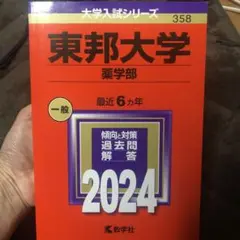 大学入試シリーズ
358
東邦大学
薬学部
最近6ヵ年
一般
傾向と対策
過去問
解答
2024
教学社